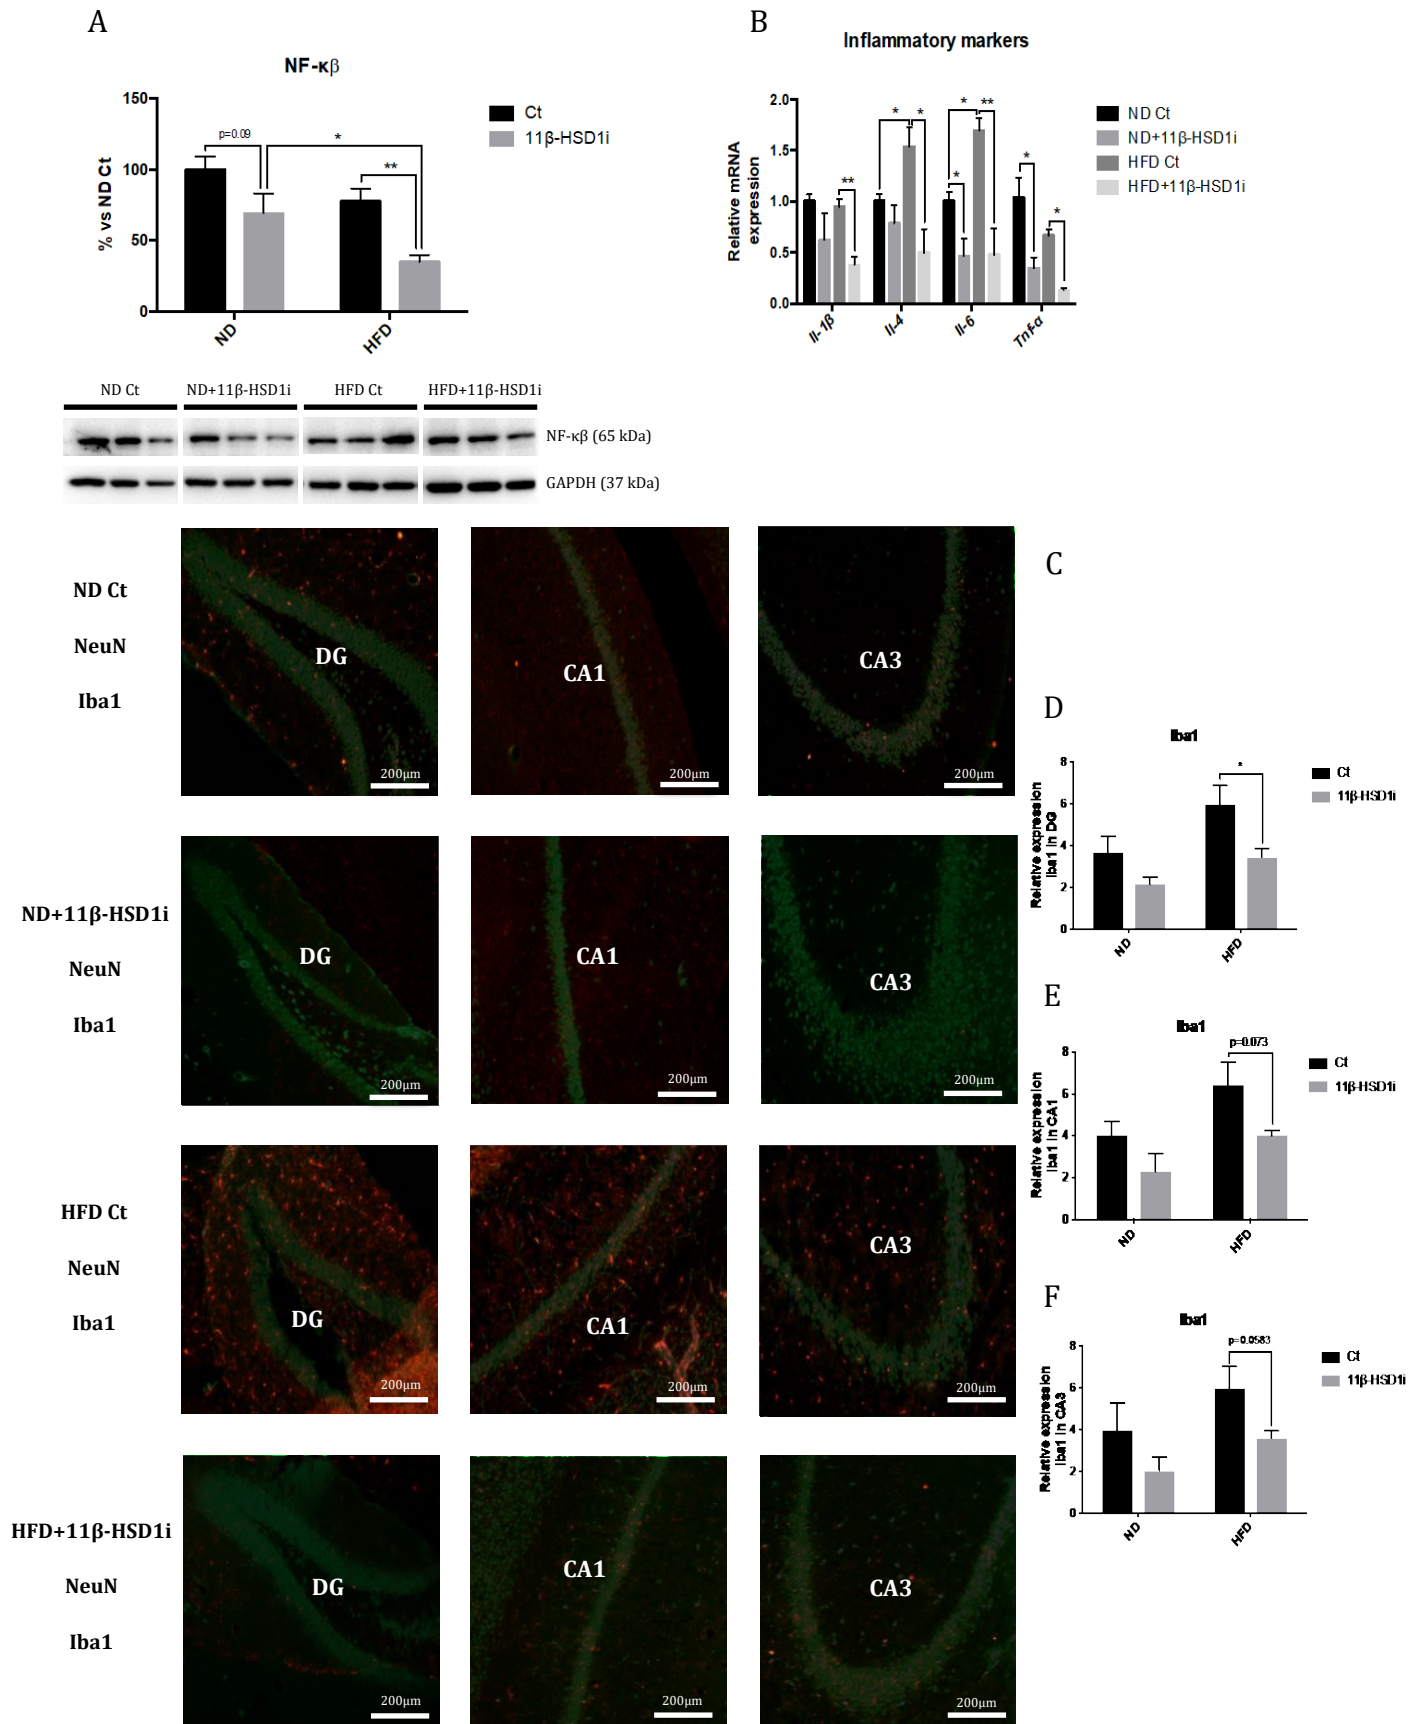 A
NF-κβ
150
100
50
0
% vs ND Ct
p=0.09
*
**
ND
HFD
Ct
11β-HSD1i
B
Inflammatory markers
2.0
1.5
1.0
0.5
0.0
Relative mRNA
expression
**
*
*
*
*
**
*
*
Il-1β
Il-4
Il-6
Tnf-α
ND Ct
ND+11β-HSD1i
HFD Ct
HFD+11β-HSD1i
ND Ct
ND+11β-HSD1i
HFD Ct
HFD+11β-HSD1i
NF-κβ (65 kDa)
GAPDH (37 kDa)
C
ND Ct
NeuN
Iba1
DG
200µm
CA1
200µm
CA3
200µm
ND+11β-HSD1i
NeuN
Iba1
DG
200µm
CA1
200µm
CA3
200µm
HFD Ct
NeuN
Iba1
DG
200µm
CA1
200µm
CA3
200µm
HFD+11β-HSD1i
NeuN
Iba1
DG
200µm
CA1
200µm
CA3
200µm
D
Iba1
8
6
4
2
0
Relative expression
Iba1 in DG
*
ND
HFD
Ct
11β-HSD1i
E
Iba1
8
6
4
2
0
Relative expression
Iba1 in CA1
p=0.073
ND
HFD
Ct
11β-HSD1i
F
Iba1
8
6
4
2
0
Relative expression
Iba1 in CA3
p=0.0583
ND
HFD
Ct
11β-HSD1i